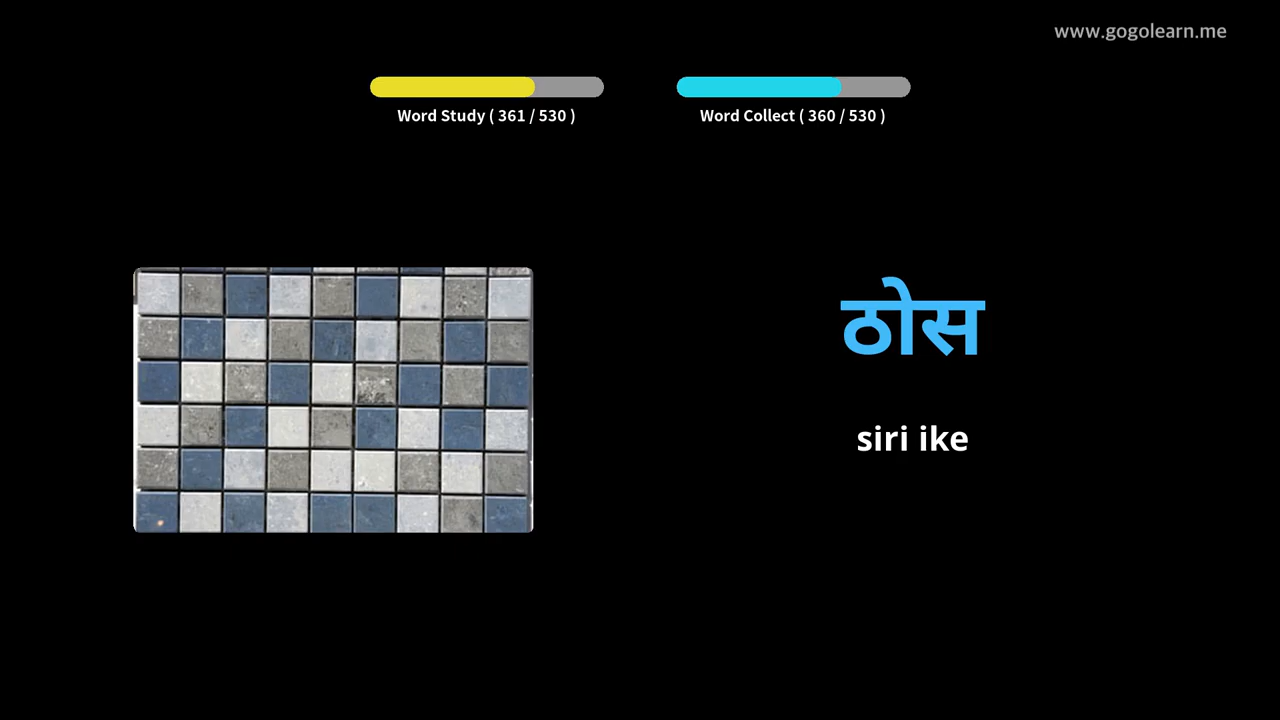 www.gogolearn.me
Word Study ( 361 / 530 )
Word Collect ( 360 / 530 )
ठोस
siri ike